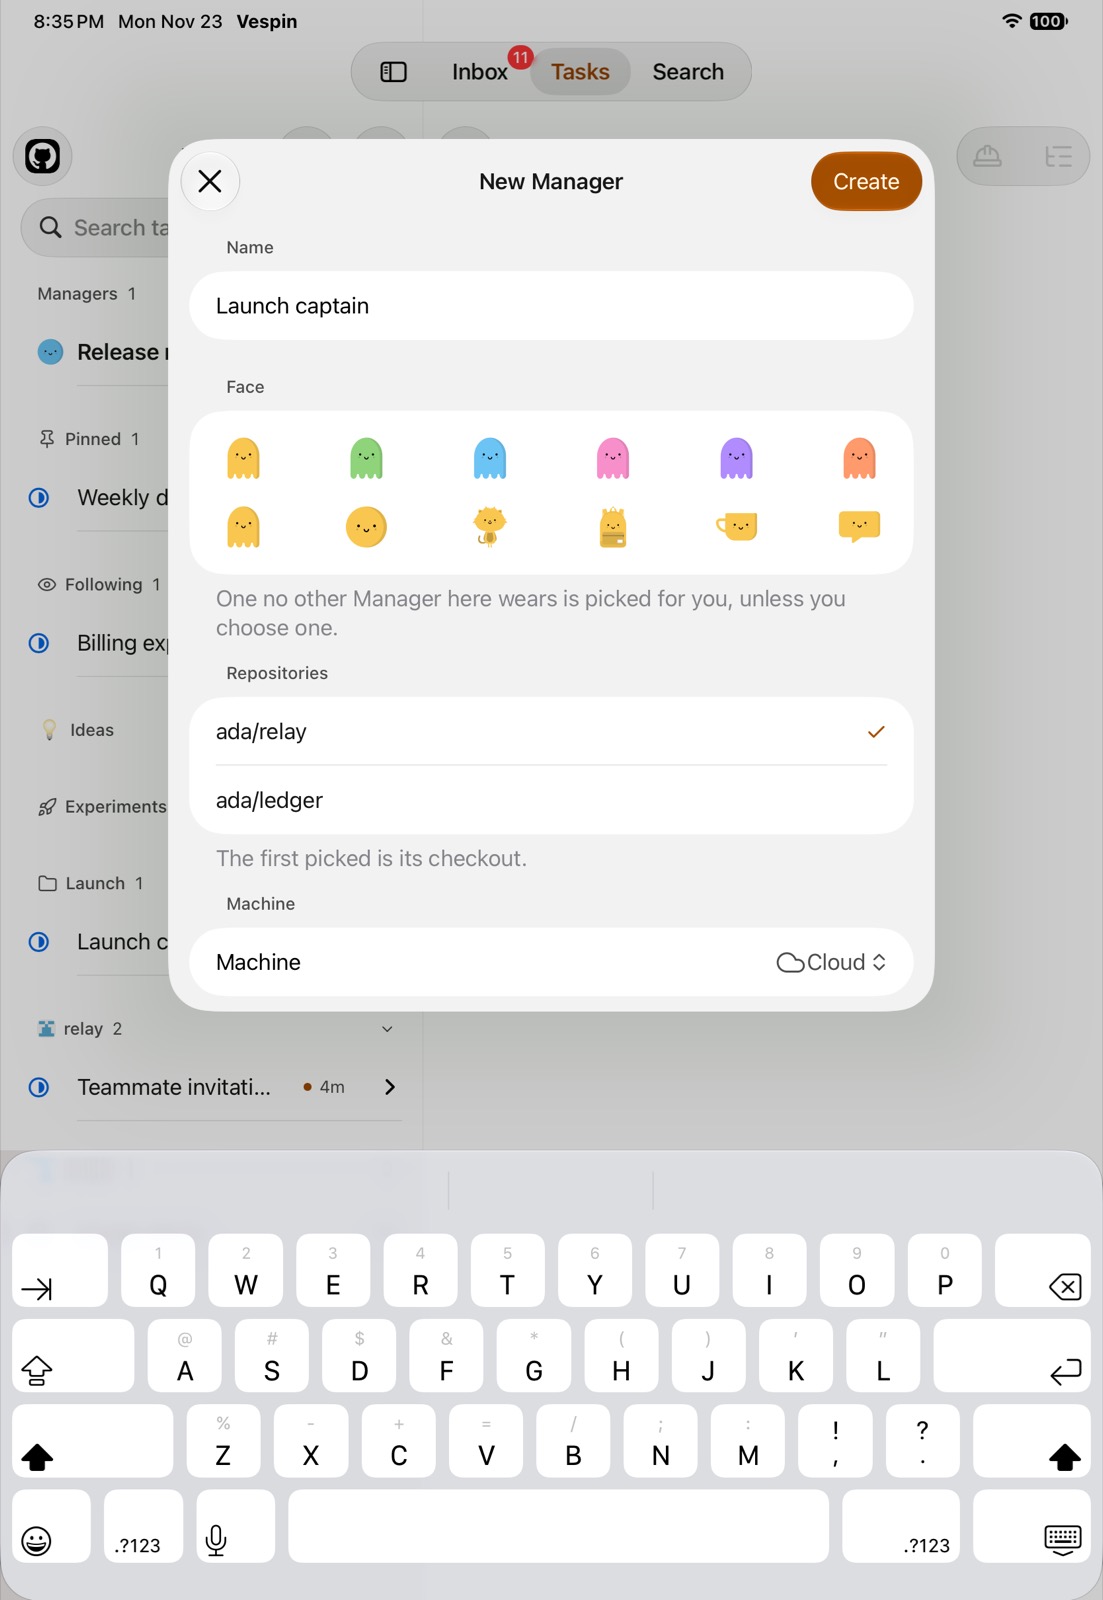 8:35 PM Mon Nov 23 Vespin
100
Inbox 11 Tasks Search
New Manager
Create
Search
Name
Managers 1
Launch captain
Release
Face
Pinned 1
Weekly
One no other Manager here wears is picked for you, unless you
choose one.
Following 1
Billing
Repositories
ada/relay
Ideas
ada/ledger
Experiments
The first picked is its checkout.
Launch 1
Machine
Launch
Machine Cloud
relay 2
Teammate invitati... 4m
1 2 3 4 5 6 7 8 9 0
Q W E R T Y U I O P
@ # $ & * ( ) ' "
A S D F G H J K L
% - + = / ; : ! ?
Z X C V B N M , .
.?123 .?123